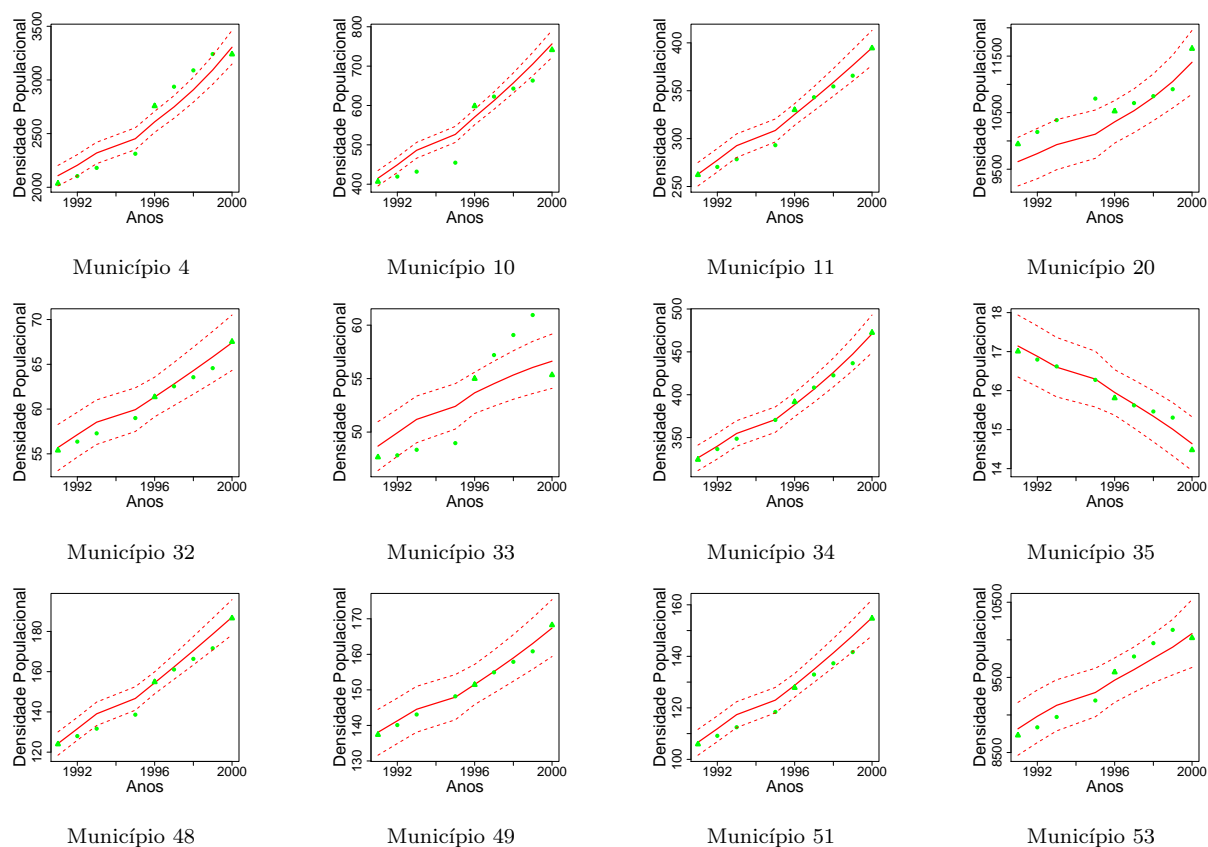 Densidade Populacional
2000 2500 3000 3500
1992 1996 2000
Anos
Município 4
Densidade Populacional
400 500 600 700 800
1992 1996 2000
Anos
Município 10
Densidade Populacional
250 300 350 400
1992 1996 2000
Anos
Município 11
Densidade Populacional
9500 10500 11500
1992 1996 2000
Anos
Município 20
Densidade Populacional
55 60 65 70
1992 1996 2000
Anos
Município 32
Densidade Populacional
50 55 60
1992 1996 2000
Anos
Município 33
Densidade Populacional
350 400 450 500
1992 1996 2000
Anos
Município 34
Densidade Populacional
14 15 16 17 18
1992 1996 2000
Anos
Município 35
Densidade Populacional
120 140 160 180
1992 1996 2000
Anos
Município 48
Densidade Populacional
130 140 150 160 170
1992 1996 2000
Anos
Município 49
Densidade Populacional
100 120 140 160
1992 1996 2000
Anos
Município 51
Densidade Populacional
8500 9500 10500
1992 1996 2000
Anos
Município 53